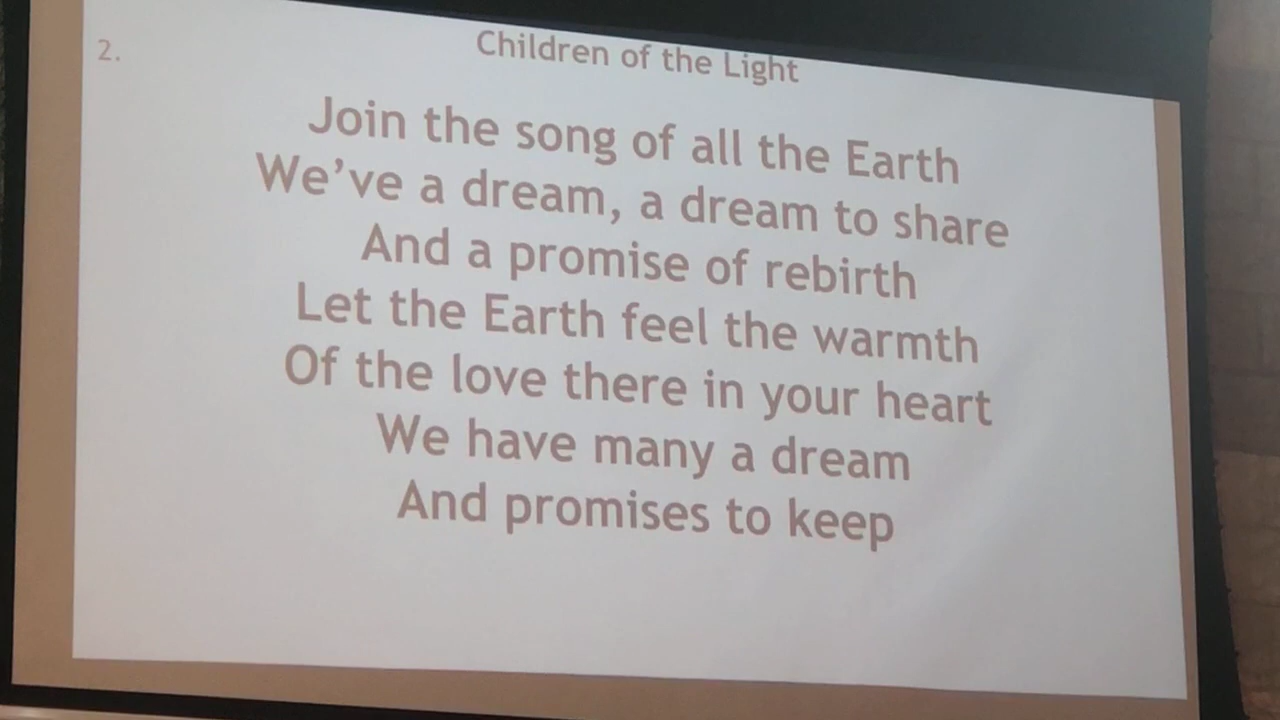 2.
Children of the Light
Join the song of all the Earth
We've a dream, a dream to share
And a promise of rebirth
Let the Earth feel the warmth
Of the love there in your heart
We have many a dream
And promises to keep